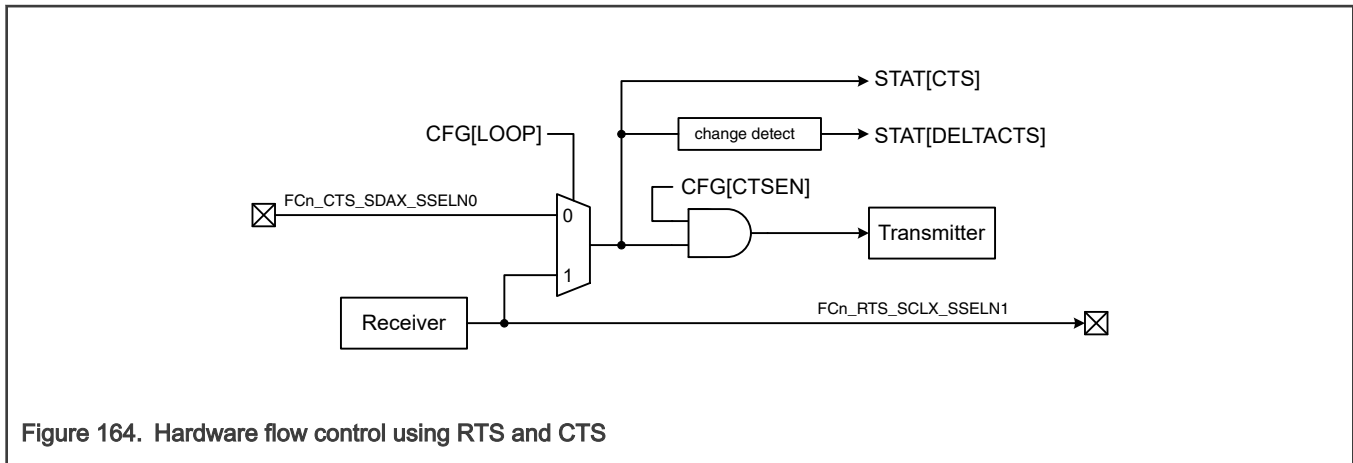 STAT[CTS]
CFG[LOOP]
change detect
STAT[DELTACTS]
CFG[CTSEN]
FCn_CTS_SDAX_SSELN0
0
Transmitter
1
Receiver
FCn_RTS_SCLX_SSELN1
Figure 164. Hardware flow control using RTS and CTS